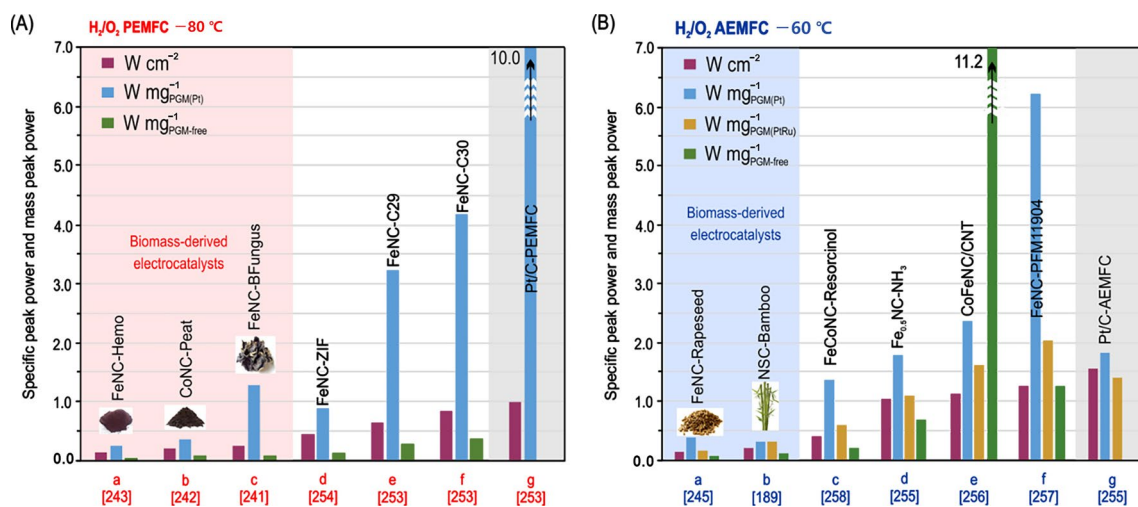 (A)
H₂/O₂ PEMFC －80 ℃
Specific peak power and mass peak power
7.0
6.0
5.0
4.0
3.0
2.0
1.0
0.0
W cm⁻²
W mg⁻¹PGM(Pt)
W mg⁻¹PGM-free
10.0
Biomass-derived
electrocatalysts
FeNC-Hemo
CoNC-Peat
FeNC-BFungus
FeNC-ZIF
FeNC-C29
FeNC-C30
Pt/C-PEMFC
a b c d e f g
[243] [242] [241] [254] [253] [253] [253]
(B)
H₂/O₂ AEMFC －60 ℃
Specific peak power and mass peak power
7.0
6.0
5.0
4.0
3.0
2.0
1.0
0.0
W cm⁻²
W mg⁻¹PGM(Pt)
W mg⁻¹PGM(PtRu)
W mg⁻¹PGM-free
11.2
Biomass-derived
electrocatalysts
FeNC-Rapeseed
NSC-Bamboo
FeCoNC-Resorcinol
Fe₀.₅NC-NH₃
CoFeNC/CNT
FeNC-PFM11904
Pt/C-AEMFC
a b c d e f g
[245] [189] [258] [255] [256] [257] [255]